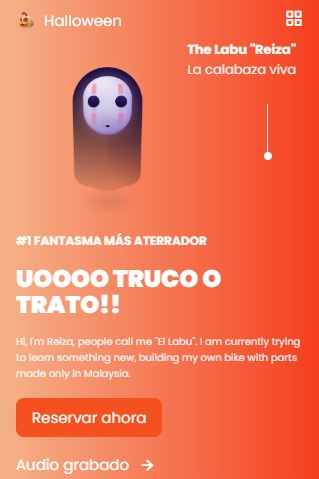 Halloween
The Labu "Reiza"
La calabaza viva
#1 FANTASMA MÁS ATERRADOR
UOOOO TRUCO O
TRATO!!
Hi, I'm Reiza, people call me "El Labu". I am currently trying
to learn something new, building my own bike with parts
made only in Malaysia.
Reservar ahora
Audio grabado